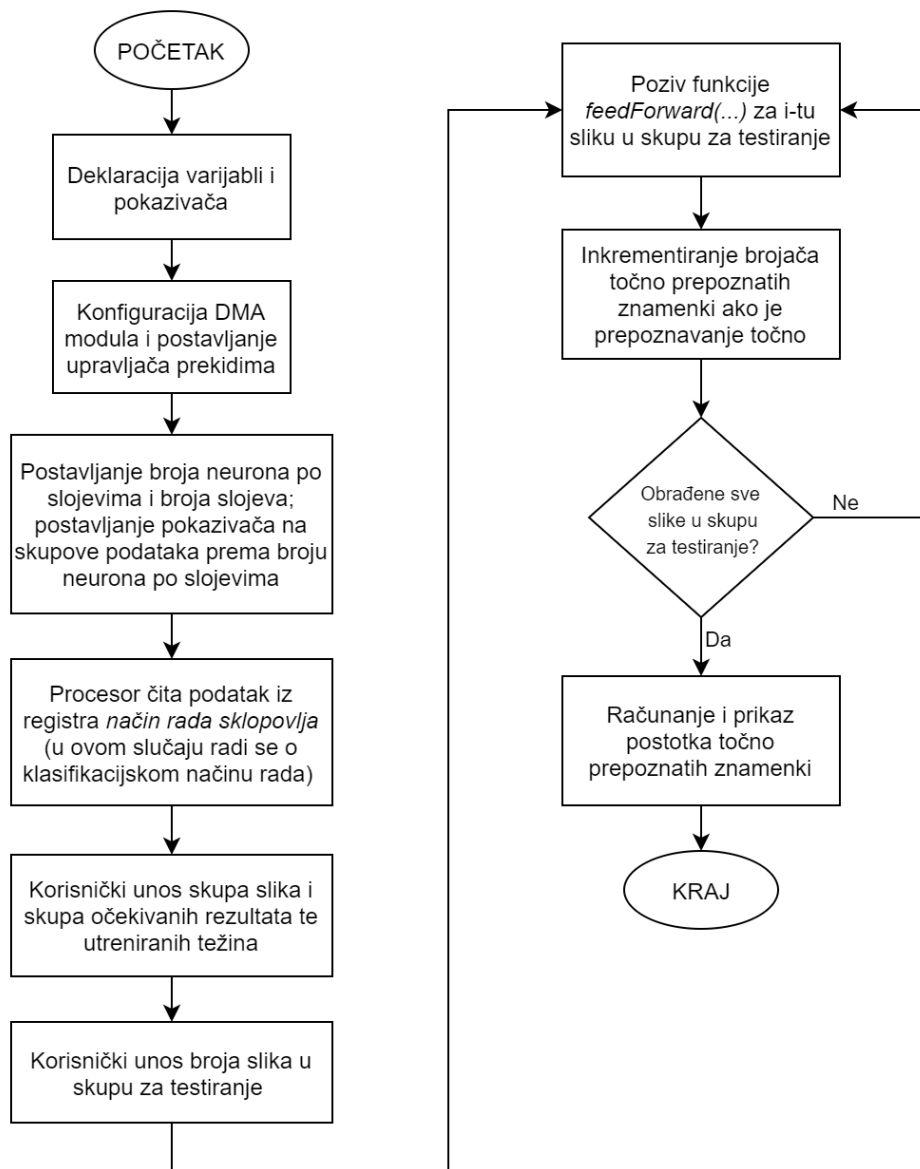 POČETAK
Deklaracija varijabli i
pokazivača
Konfiguracija DMA
modula i postavljanje
upravljača prekidima
Postavljanje broja neurona po
slojevima i broja slojeva;
postavljanje pokazivača na
skupove podataka prema broju
neurona po slojevima
Procesor čita podatak iz
registra način rada sklopovlja
(u ovom slučaju radi se o
klasifikacijskom načinu rada)
Korisnički unos skupa slika i
skupa očekivanih rezultata te
utreniranih težina
Korisnički unos broja slika u
skupu za testiranje
Poziv funkcije
feedForward(...) za i-tu
sliku u skupu za testiranje
Inkrementiranje brojača
točno prepoznatih
znamenki ako je
prepoznavanje točno
Obrađene sve
slike u skupu
za testiranje?
Ne
Da
Računanje i prikaz
postotka točno
prepoznatih znamenki
KRAJ